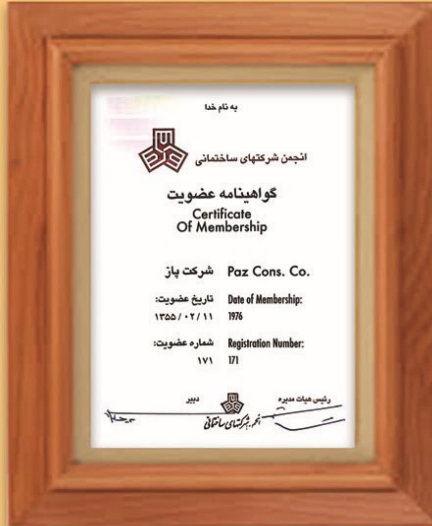 به نام خدا
انجمن شرکتهای ساختمانی
گواهینامه عضویت
Certificate
Of Membership
شرکت پاز Paz Cons. Co.
تاریخ عضویت: Date of Membership:
۱۳۵۵/۰۲/۱۱ 1976
شماره عضویت: Registration Number:
۱۷۱ 171
رئیس هیات مدیره دبیر
انجمن شرکتهای ساختمانی